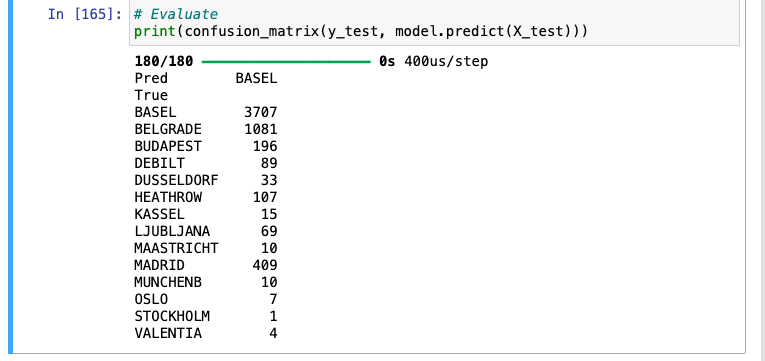 In [165]: # Evaluate
print(confusion_matrix(y_test, model.predict(X_test)))
180/180 ━━━━━━━━━━━━━━━━━━━━ 0s 400us/step
Pred BASEL
True
BASEL 3707
BELGRADE 1081
BUDAPEST 196
DEBILT 89
DUSSELDORF 33
HEATHROW 107
KASSEL 15
LJUBLJANA 69
MAASTRICHT 10
MADRID 409
MUNCHENB 10
OSLO 7
STOCKHOLM 1
VALENTIA 4